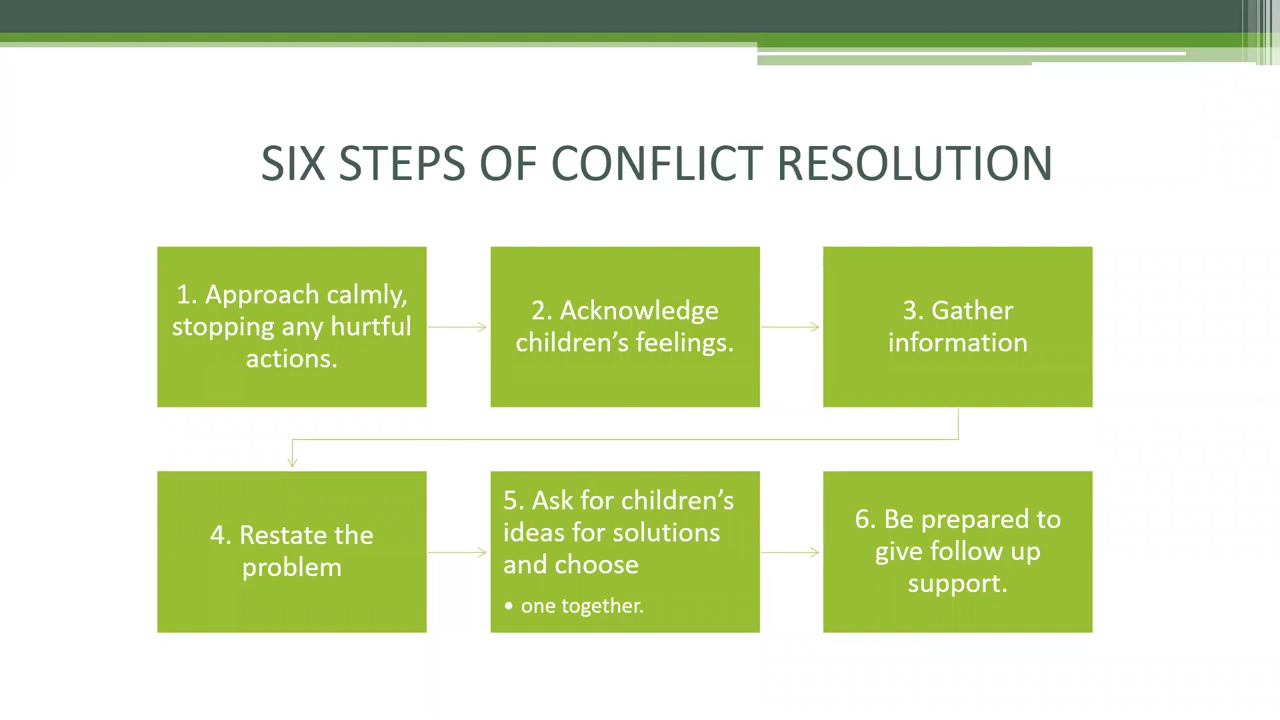 SIX STEPS OF CONFLICT RESOLUTION
1. Approach calmly,
stopping any hurtful
actions.
2. Acknowledge
children’s feelings.
3. Gather
information
4. Restate the
problem
5. Ask for children’s
ideas for solutions
and choose
• one together.
6. Be prepared to
give follow up
support.